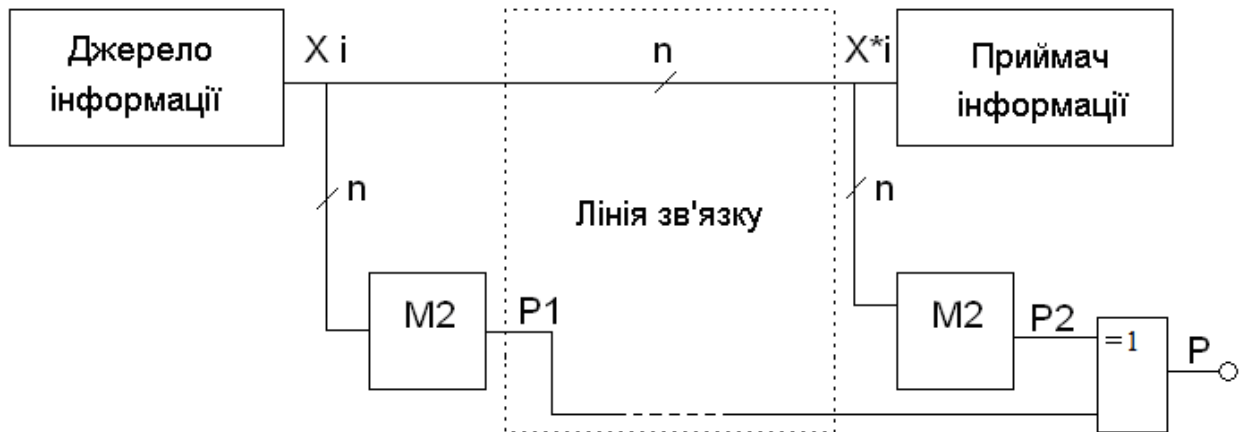 Джерело
інформації
X i
n
X*i
Приймач
інформації
n
n
Лінія зв'язку
M2
P1
M2
P2
=1
P